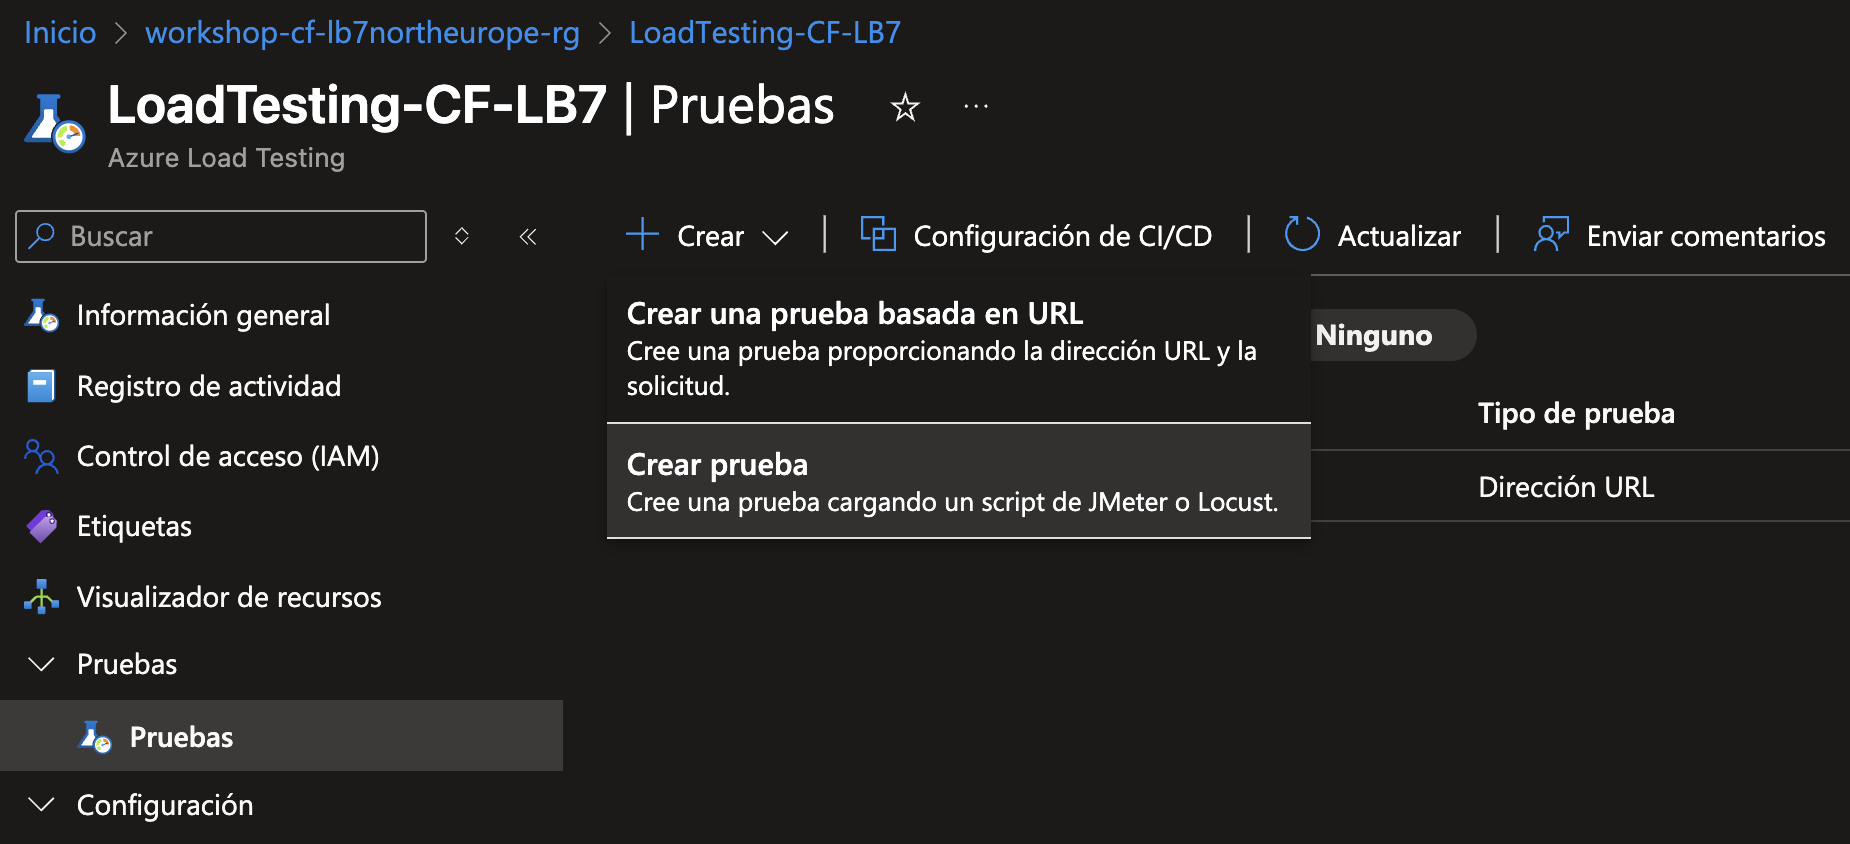 Inicio > workshop-cf-lb7northeurope-rg > LoadTesting-CF-LB7
LoadTesting-CF-LB7 | Pruebas
Azure Load Testing
Buscar
Crear
Configuración de CI/CD
Actualizar
Enviar comentarios
Información general
Registro de actividad
Control de acceso (IAM)
Etiquetas
Visualizador de recursos
Pruebas
Pruebas
Configuración
Crear una prueba basada en URL
Cree una prueba proporcionando la dirección URL y la
solicitud.
Crear prueba
Cree una prueba cargando un script de JMeter o Locust.
Ninguno
Tipo de prueba
Dirección URL